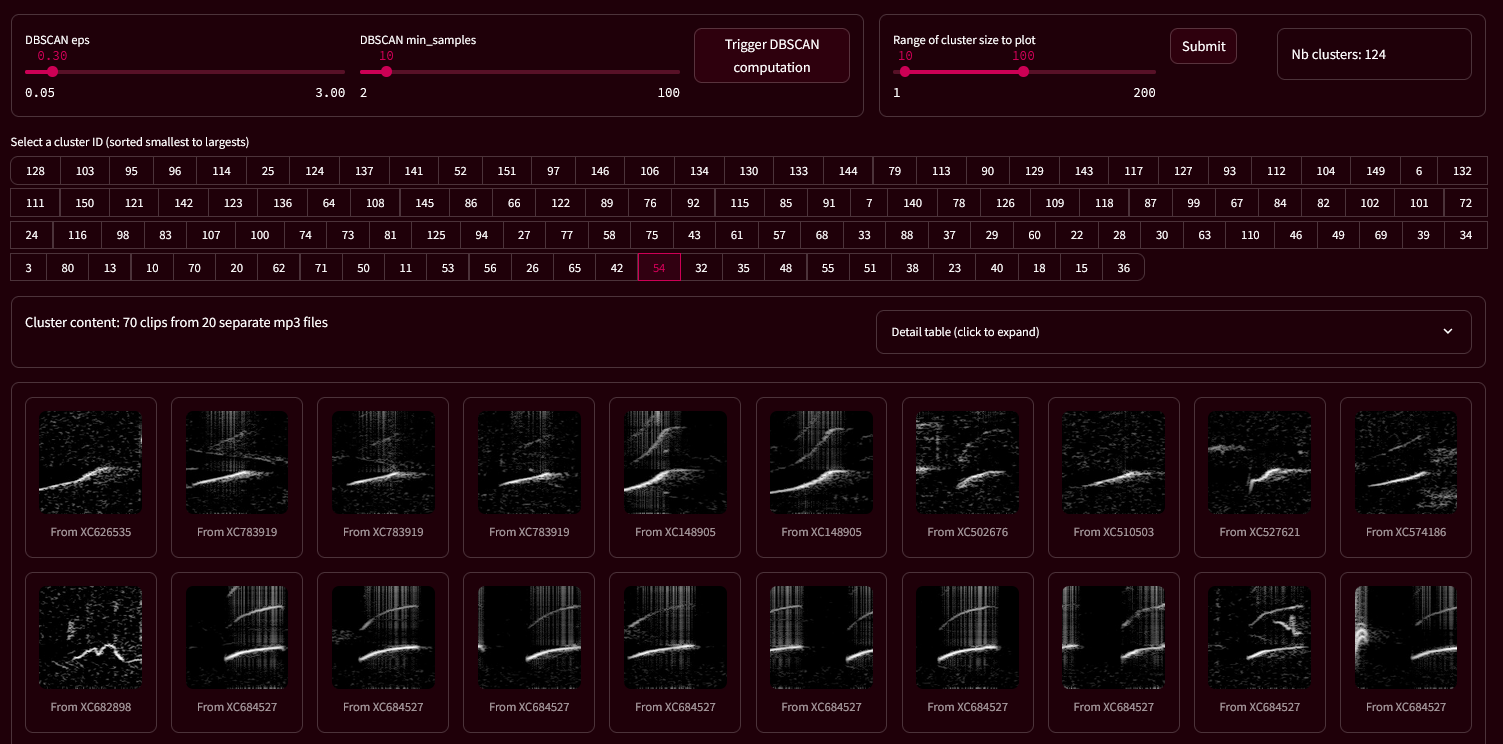 DBSCAN eps
0.30
0.05 3.00
DBSCAN min_samples
10
2 100
Trigger DBSCAN
computation
Range of cluster size to plot
10 100
1 200
Submit
Nb clusters: 124
Select a cluster ID (sorted smallest to largests)
128 103 95 96 114 25 124 137 141 52 151 97 146 106 134 130 133 144 79 113 90 129 143 117 127 93 112 104 149 6 132
111 150 121 142 123 136 64 108 145 86 66 122 89 76 92 115 85 91 7 140 78 126 109 118 87 99 67 84 82 102 101 72
24 116 98 83 107 100 74 73 81 125 94 27 77 58 75 43 61 57 68 33 88 37 29 60 22 28 30 63 110 46 49 69 39 34
3 80 13 10 70 20 62 71 50 11 53 56 26 65 42 54 32 35 48 55 51 38 23 40 18 15 36
Cluster content: 70 clips from 20 separate mp3 files
Detail table (click to expand)
From XC626535 From XC783919 From XC783919 From XC783919 From XC148905 From XC148905 From XC502676 From XC510503 From XC527621 From XC574186
From XC682898 From XC684527 From XC684527 From XC684527 From XC684527 From XC684527 From XC684527 From XC684527 From XC684527 From XC684527